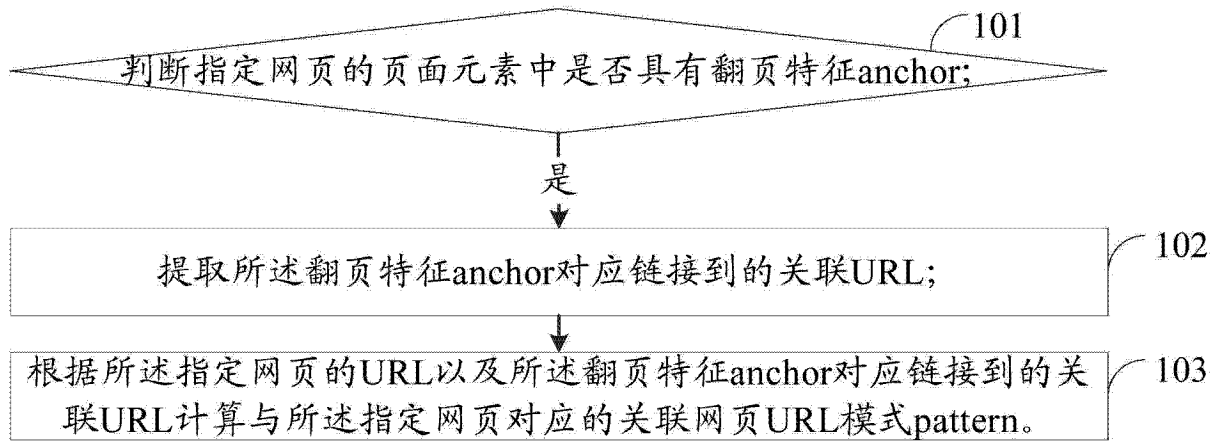 101
判断指定网页的页面元素中是否具有翻页特征anchor;
是
102
提取所述翻页特征anchor对应链接到的关联URL;
103
根据所述指定网页的URL以及所述翻页特征anchor对应链接到的关
联URL计算与所述指定网页对应的关联网页URL模式pattern。